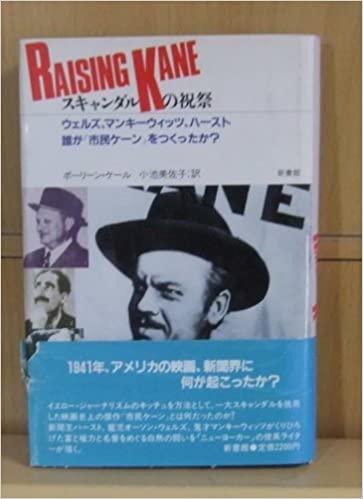 RAISING KANE
スキャンダルの祝祭
ウェルズ、マンキーウィッツ、ハースト、
誰が「市民ケーン」をつくったか?
ポーリーン・ケール 小池美佐子:訳 新書館
KANE
1941年、アメリカの映画、新聞界に
何が起こったか?
イエロー・ジャーナリズムのキッチュを方法として、一大スキャンダルを挑発
した映画史上の傑作「市民ケーン」とは何だったのか?
新聞王ハースト、鬼才オーソン・ウェルズ、鬼才マンキーウィッツがくりひろ
げた富と権力と名誉をめぐる白熱の闘いを「ニューヨーカー」の俊英ライタ
ーが描く。
新書館●定価2200円